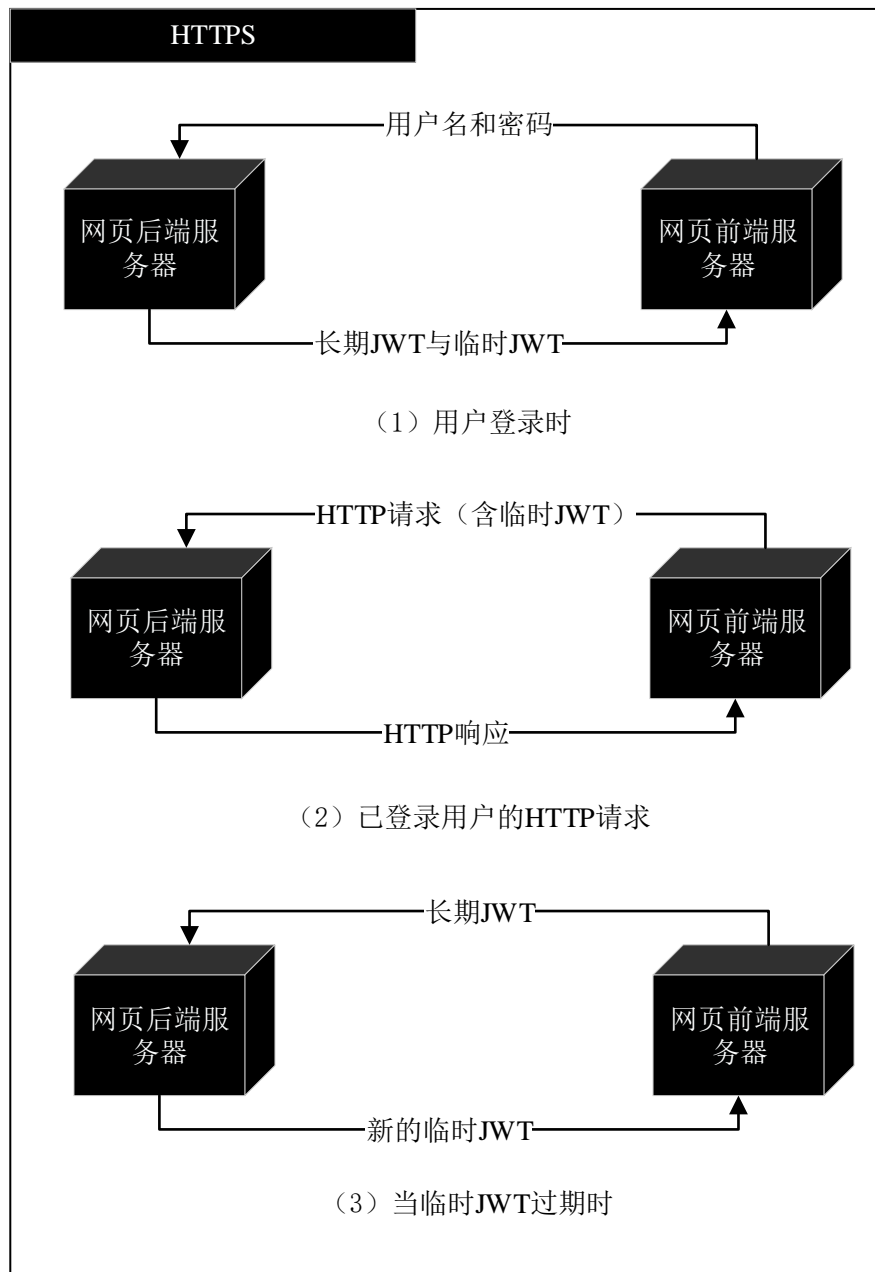 HTTPS
用户名和密码
网页后端服
务器
网页前端服
务器
长期JWT与临时JWT
（1）用户登录时
HTTP请求（含临时JWT）
网页后端服
务器
网页前端服
务器
HTTP响应
（2）已登录用户的HTTP请求
长期JWT
网页后端服
务器
网页前端服
务器
新的临时JWT
（3）当临时JWT过期时